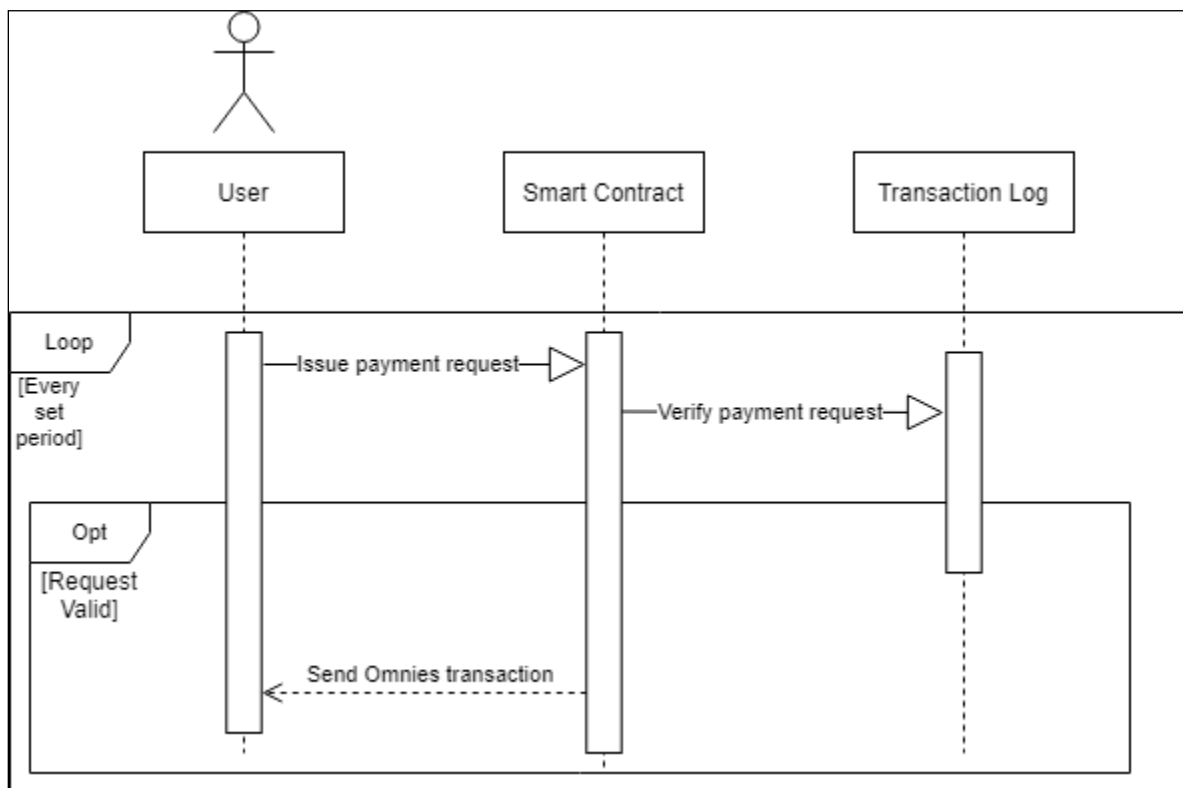 User
Smart Contract
Transaction Log
Loop
[Every
set
period]
Issue payment request
Verify payment request
Opt
[Request
Valid]
Send Omnies transaction